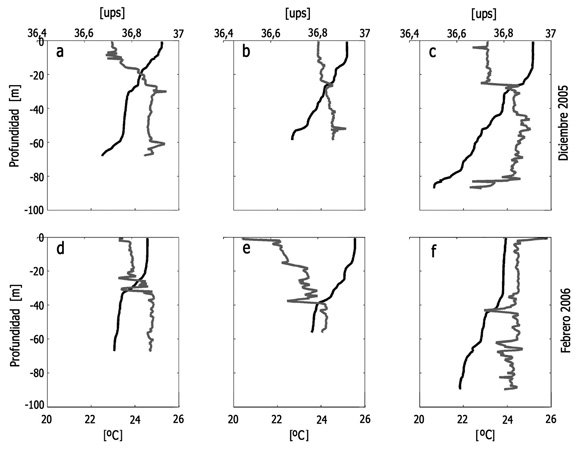 [ups] [ups] [ups]
36,4 36,6 36,8 37 36,4 36,6 36,8 37 36,4 36,6 36,8 37
0
-20
-40
-60
-80
-100
Profundidad [m]
a b c
Diciembre 2005
0
-20
-40
-60
-80
-100
Profundidad [m]
d e f
Febrero 2006
20 22 24 26 20 22 24 26 20 22 24 26
[ºC] [ºC] [ºC]